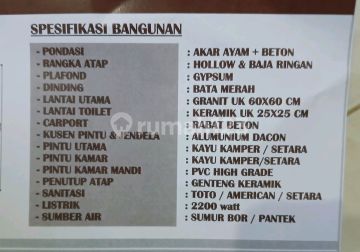 SPESIFIKASI BANGUNAN
- PONDASI : AKAR AYAM + BETON
- RANGKA ATAP : HOLLOW & BAJA RINGAN
- PLAFOND : GYPSUM
- DINDING : BATA MERAH
- LANTAI UTAMA : GRANIT UK 60X60 CM
- LANTAI TOILET : KERAMIK UK 25X25 CM
- CARPORT : RABAT BETON
- KUSEN PINTU & JENDELA : ALUMUNIUM DACON
- PINTU UTAMA : KAYU KAMPER / SETARA
- PINTU KAMAR : KAYU KAMPER/SETARA
- PINTU KAMAR MANDI : PVC HIGH GRADE
- PENUTUP ATAP : GENTENG KERAMIK
- SANITASI : TOTO / AMERICAN / SETARA
- LISTRIK : 2200 watt
- SUMBER AIR : SUMUR BOR / PANTEK